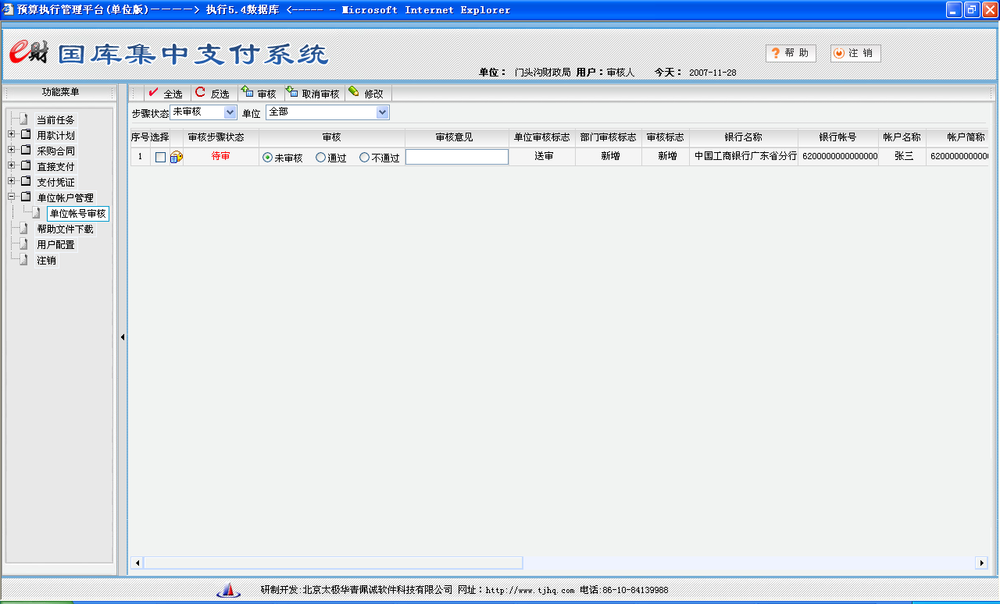 预算执行管理平台(单位版)－－－－－> 执行5.4数据库 <----- - Microsoft Internet Explorer
e财 国库集中支付系统
? 帮 助 注 销
单位： 门头沟财政局 用户：审核人 今天： 2007-11-28
功能菜单
全选 反选 审核 取消审核 修改
步骤状态 未审核 单位 全部
序号 选择 审核步骤状态 审核 审核意见 单位审核标志 部门审核标志 审核标志 银行名称 银行帐号 帐户名称 帐户简称
1 待审 未审核 通过 不通过 送审 新增 新增 中国工商银行广东省分行 6200000000000000 张三 620000000000
当前任务
用款计划
采购合同
直接支付
支付凭证
单位帐户管理
单位帐号审核
帮助文件下载
用户配置
注销
研制开发:北京太极华青佩诚软件科技有限公司 网址：http://www.tjhq.com 电话:86-10-84139988